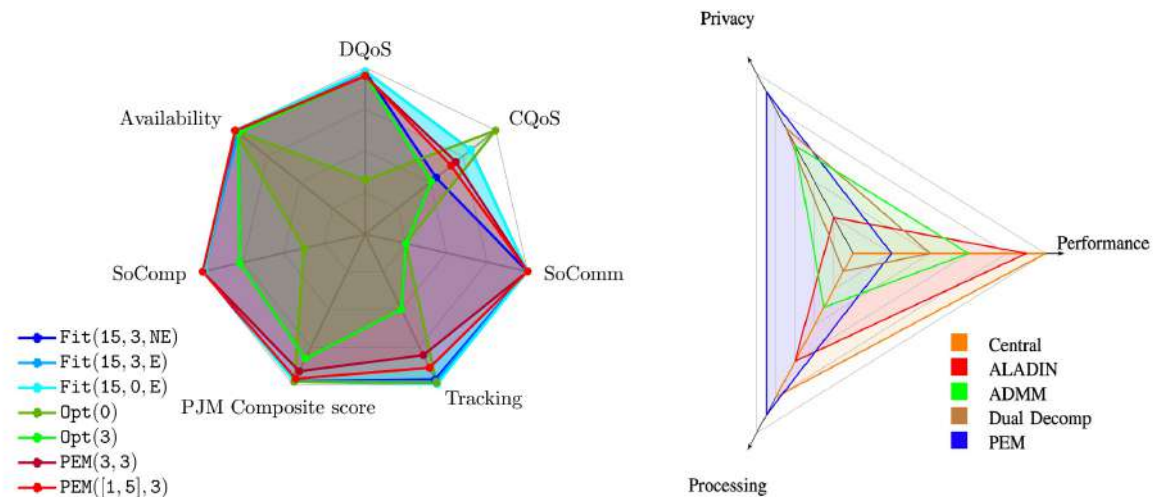 DQoS
CQoS
Availability
SoComm
SoComp
Tracking
PJM Composite score
Fit(15,3,NE)
Fit(15,3,E)
Fit(15,0,E)
Opt(0)
Opt(3)
PEM(3,3)
PEM([1,5],3)
Privacy
Performance
Processing
Central
ALADIN
ADMM
Dual Decomp
PEM